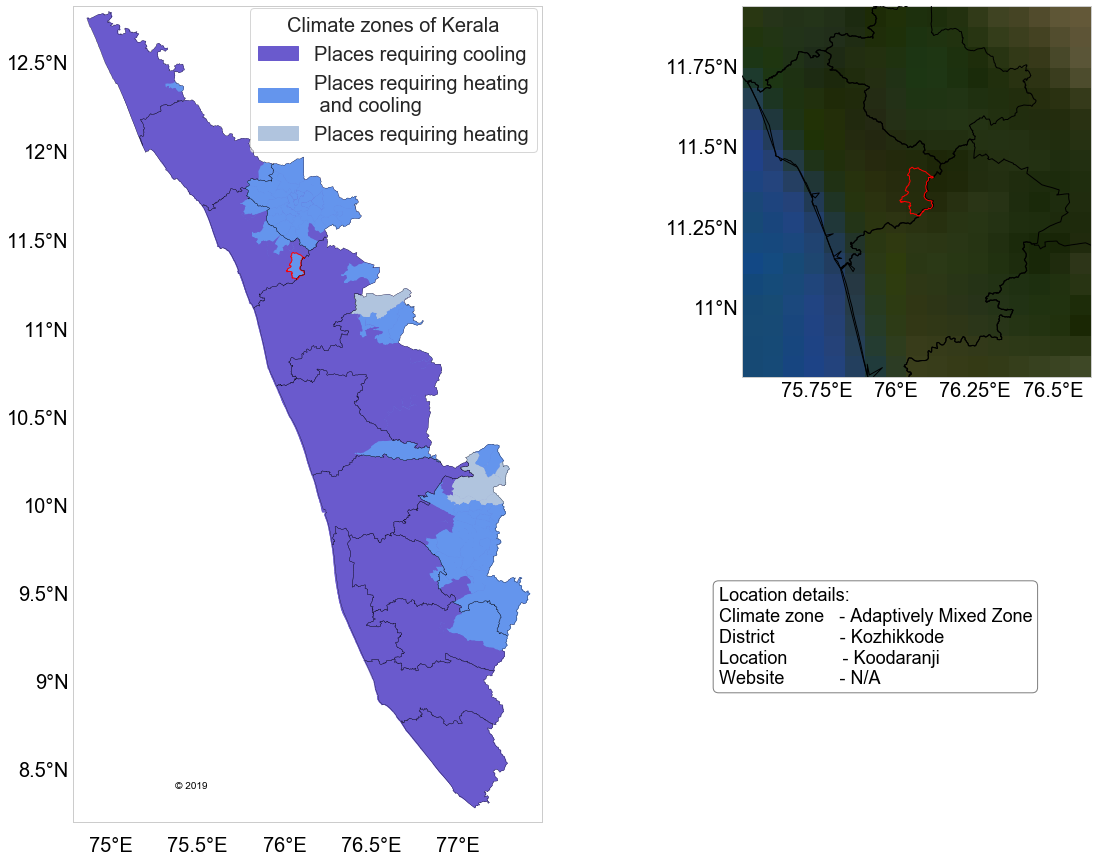 Climate zones of Kerala
Places requiring cooling
Places requiring heating
and cooling
Places requiring heating
12.5°N
12°N
11.5°N
11°N
10.5°N
10°N
9.5°N
9°N
8.5°N
75°E 75.5°E 76°E 76.5°E 77°E
© 2019
11.75°N
11.5°N
11.25°N
11°N
75.75°E 76°E 76.25°E 76.5°E
Location details:
Climate zone - Adaptively Mixed Zone
District - Kozhikkode
Location - Koodaranji
Website - N/A